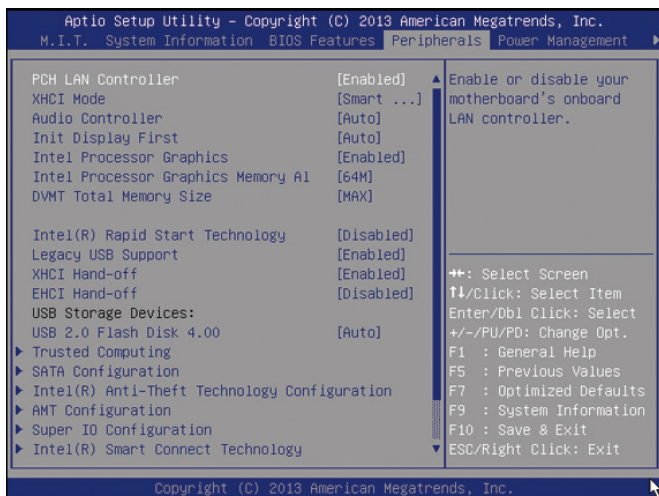 Aptio Setup Utility – Copyright (C) 2013 American Megatrends, Inc.
M.I.T. System Information BIOS Features Peripherals Power Management
PCH LAN Controller [Enabled]
XHCI Mode [Smart ...]
Audio Controller [Auto]
Init Display First [Auto]
Intel Processor Graphics [Enabled]
Intel Processor Graphics Memory Al [64M]
DVMT Total Memory Size [MAX]
Intel(R) Rapid Start Technology [Disabled]
Legacy USB Support [Enabled]
XHCI Hand-off [Enabled]
EHCI Hand-off [Disabled]
USB Storage Devices:
USB 2.0 Flash Disk 4.00 [Auto]
Trusted Computing
SATA Configuration
Intel(R) Anti-Theft Technology Configuration
AMT Configuration
Super IO Configuration
Intel(R) Smart Connect Technology
Enable or disable your
motherboard's onboard
LAN controller.
→←: Select Screen
↑↓/Click: Select Item
Enter/Dbl Click: Select
+/-/PU/PD: Change Opt.
F1 : General Help
F5 : Previous Values
F7 : Optimized Defaults
F9 : System Information
F10 : Save & Exit
ESC/Right Click: Exit
Copyright (C) 2013 American Megatrends, Inc.